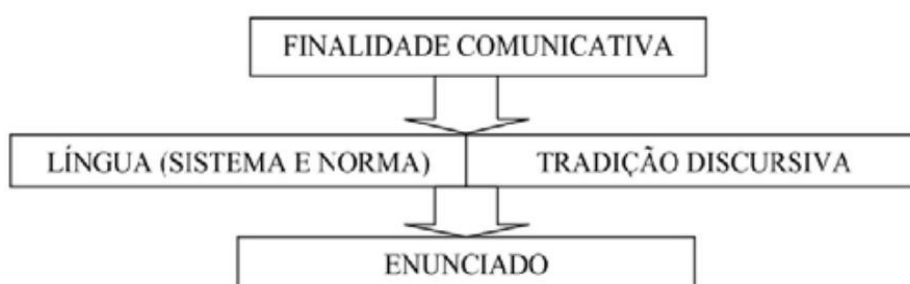 FINALIDADE COMUNICATIVA
LÍNGUA (SISTEMA E NORMA)
TRADIÇÃO DISCURSIVA
ENUNCIADO